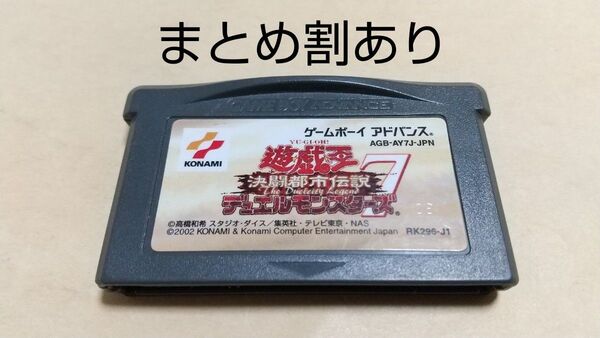 まとめ割あり
ゲームボーイ アドバンス®
AGB-AY7J-JPN
KONAMI
YU-GI-OH!
遊戯王 7
決闘都市伝説
The Duelcity Legend
デュエルモンスターズ®
©高橋和希 スタジオ・ダイス/集英社・テレビ東京・NAS
©2002 KONAMI & Konami Computer Entertainment Japan RK296-J1